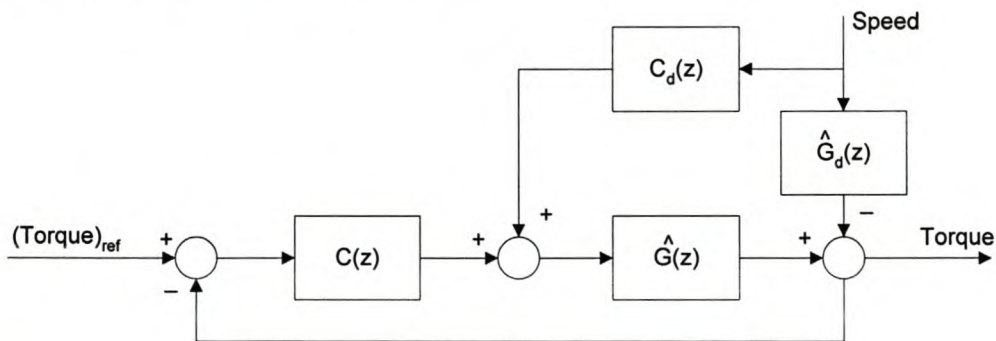 Speed
C_d(z)
Ĝ_d(z)
+
−
(Torque)_ref
+
C(z)
+
Ĝ(z)
+
Torque
−